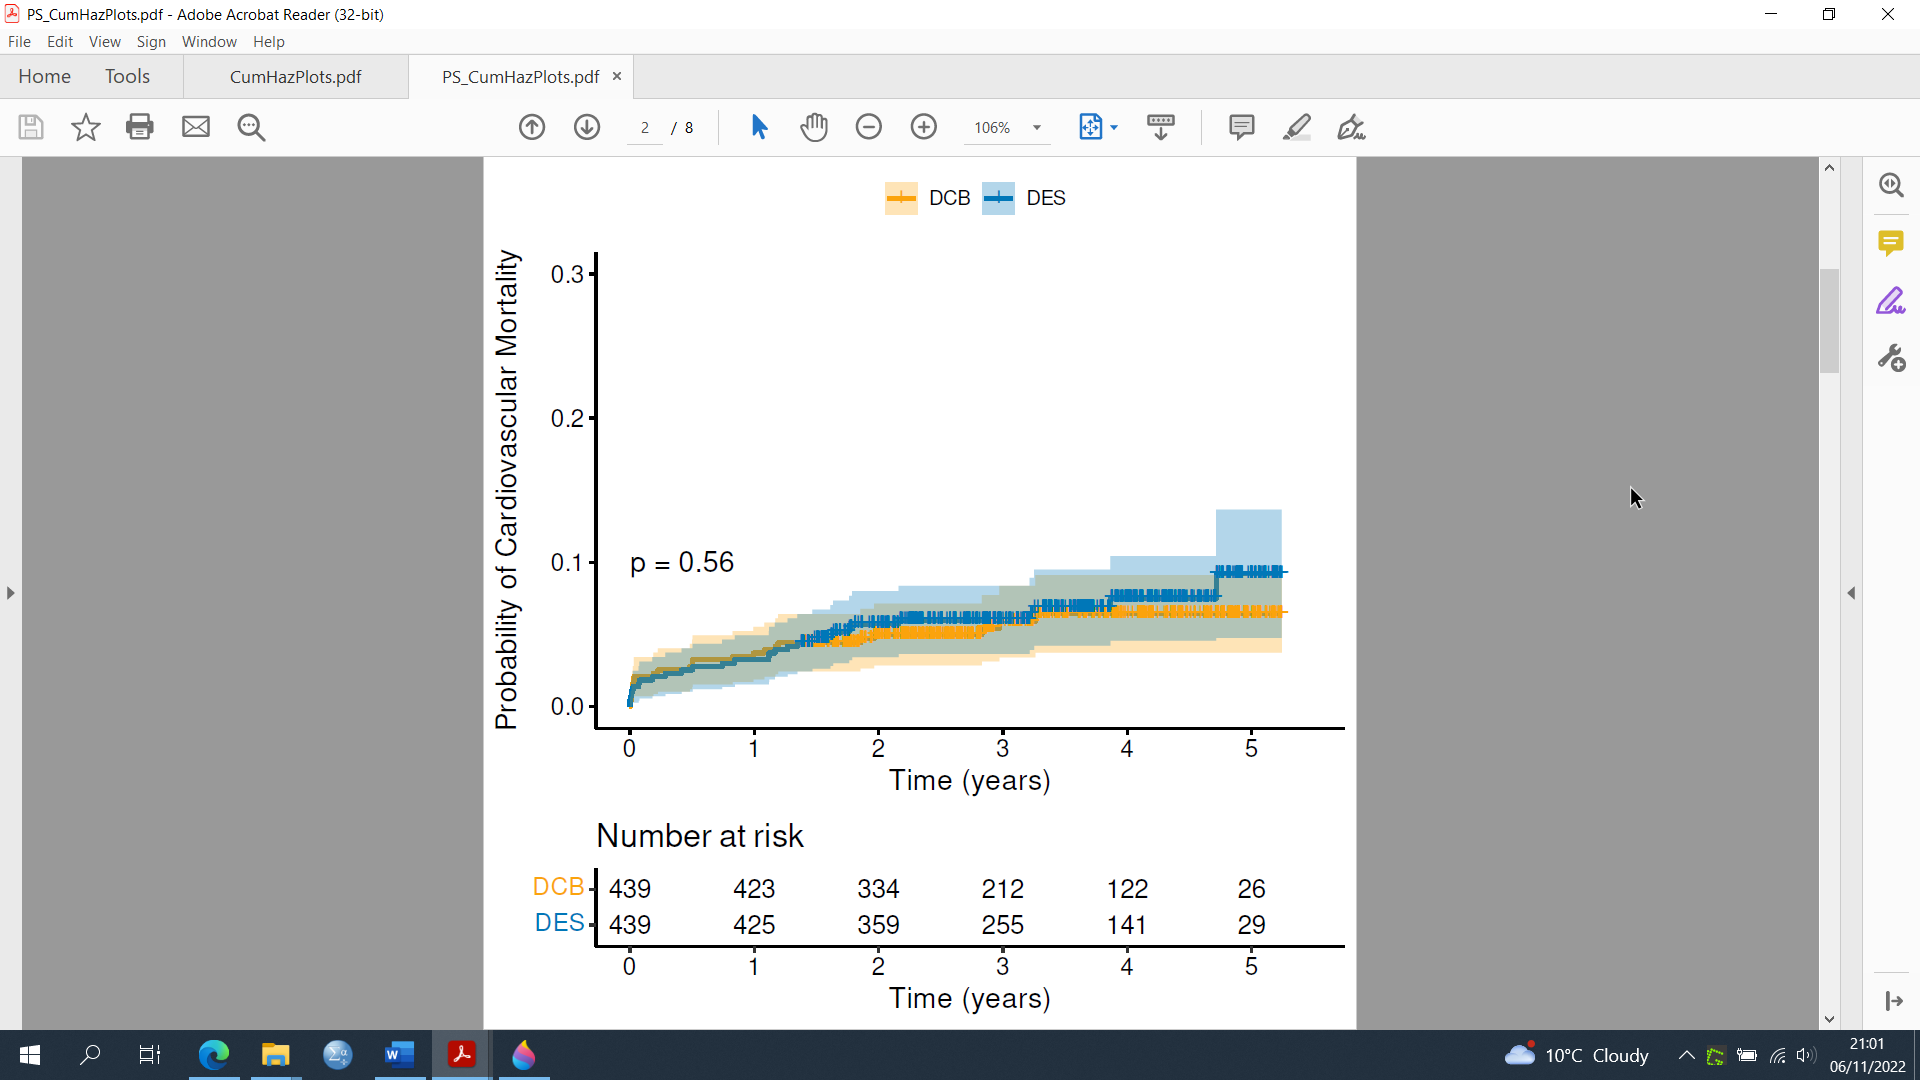 PS_CumHazPlots.pdf - Adobe Acrobat Reader (32-bit)
File Edit View Sign Window Help
Home Tools CumHazPlots.pdf PS_CumHazPlots.pdf ×
2 / 8 106%
DCB DES
Probability of Cardiovascular Mortality
0.3
0.2
0.1
0.0
p = 0.56
0 1 2 3 4 5
Time (years)
Number at risk
DCB 439 423 334 212 122 26
DES 439 425 359 255 141 29
0 1 2 3 4 5
Time (years)
10°C Cloudy
21:01
06/11/2022